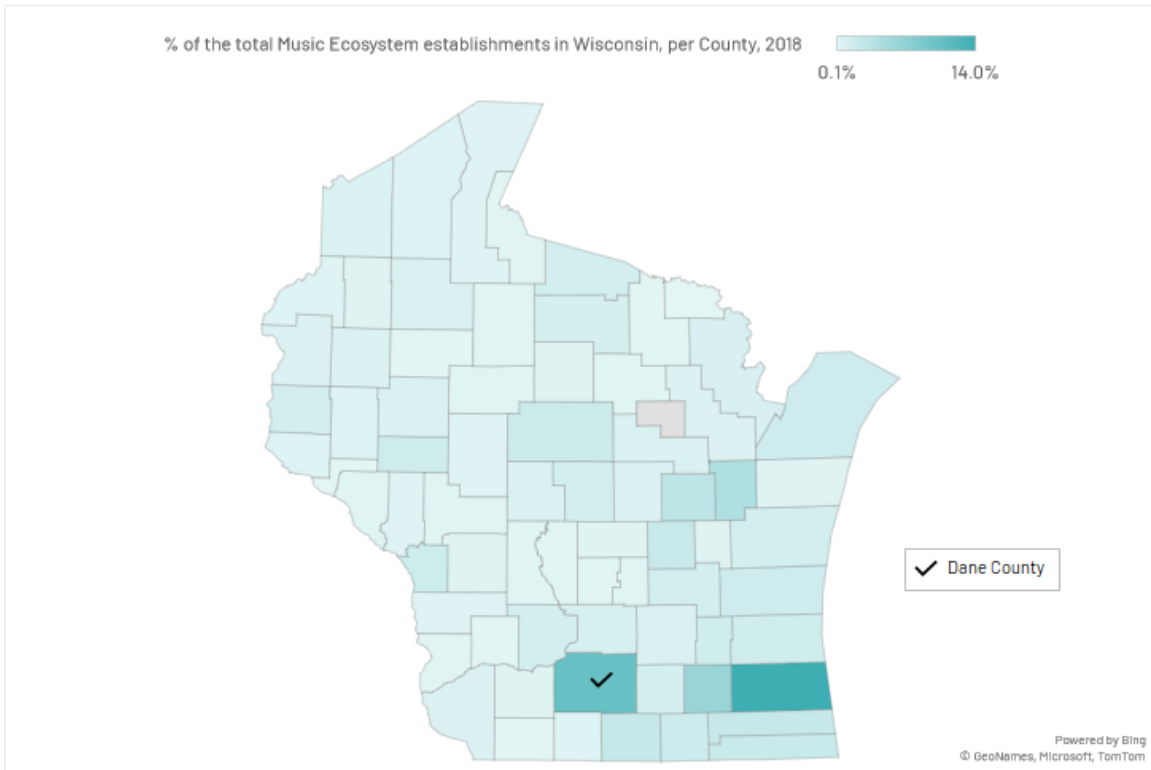 % of the total Music Ecosystem establishments in Wisconsin, per County, 2018
0.1% 14.0%
Dane County
Powered by Bing
© GeoNames, Microsoft, TomTom